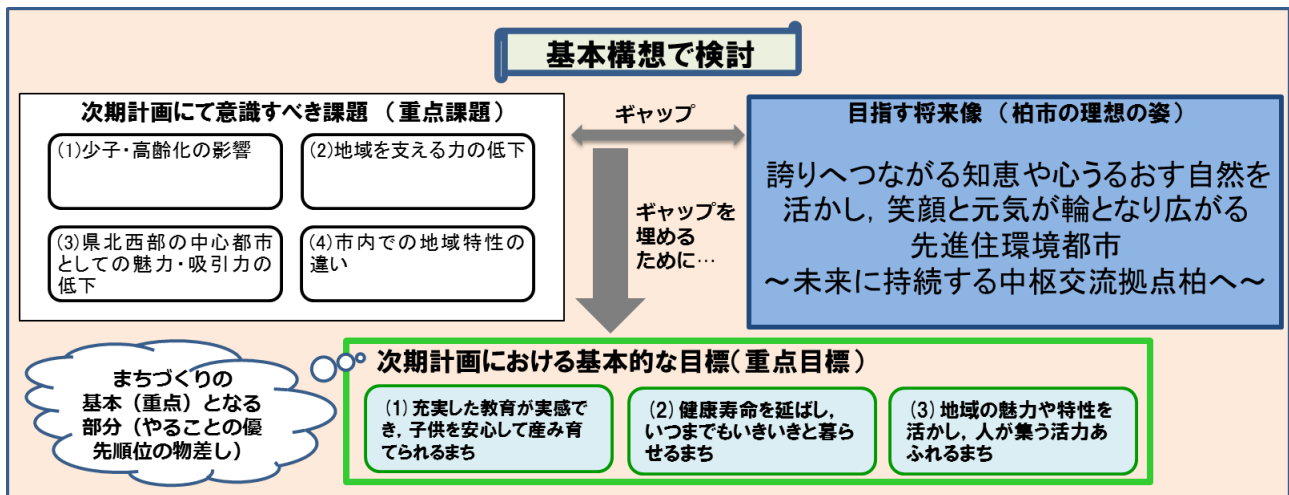 基本構想で検討
次期計画にて意識すべき課題（重点課題）
(1)少子・高齢化の影響
(2)地域を支える力の低下
(3)県北西部の中心都市
としての魅力・吸引力の
低下
(4)市内での地域特性の
違い
ギャップ
ギャップを
埋める
ために…
目指す将来像（柏市の理想の姿）
誇りへつながる知恵や心うるおす自然を
活かし，笑顔と元気が輪となり広がる
先進住環境都市
～未来に持続する中枢交流拠点柏へ～
まちづくりの
基本（重点）となる
部分（やることの優
先順位の物差し）
次期計画における基本的な目標（重点目標）
(1) 充実した教育が実感で
き，子供を安心して産み育
てられるまち
(2) 健康寿命を延ばし，
いつまでもいきいきと暮ら
せるまち
(3) 地域の魅力や特性を
活かし，人が集う活力あ
ふれるまち